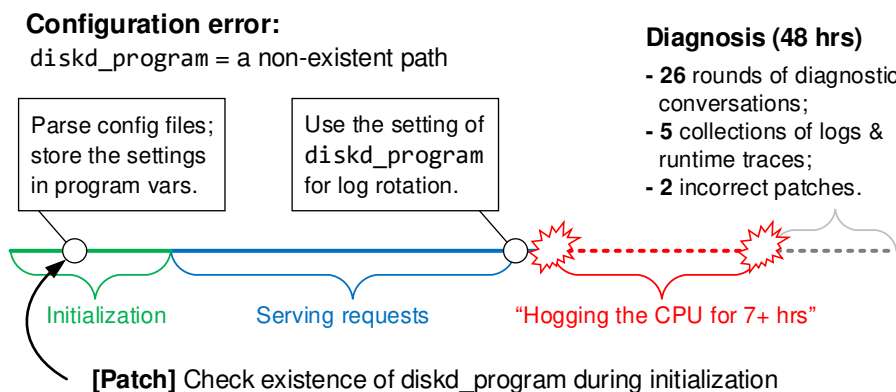 Configuration error:
diskd_program = a non-existent path
Diagnosis (48 hrs)
- 26 rounds of diagnostic
conversations;
- 5 collections of logs &
runtime traces;
- 2 incorrect patches.
Parse config files;
store the settings
in program vars.
Use the setting of
diskd_program
for log rotation.
Initialization
Serving requests
“Hogging the CPU for 7+ hrs”
[Patch] Check existence of diskd_program during initialization